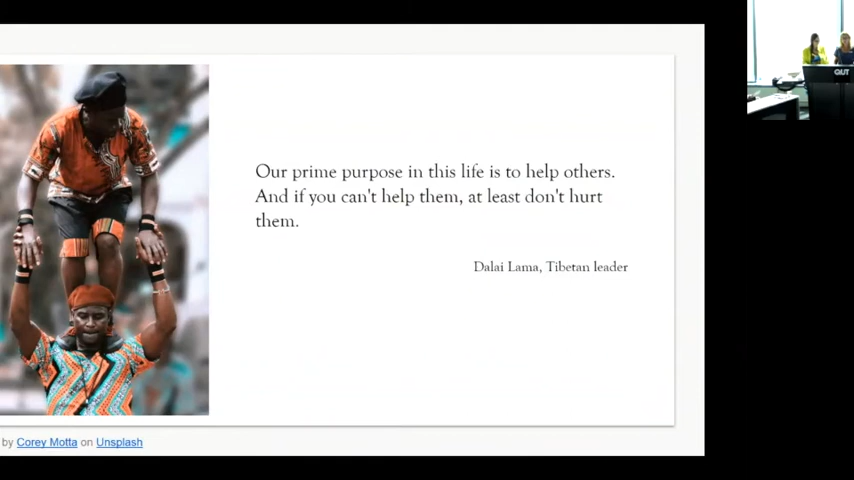 Our prime purpose in this life is to help others.
And if you can't help them, at least don't hurt
them.
Dalai Lama, Tibetan leader
by Corey Motta on Unsplash
QUT